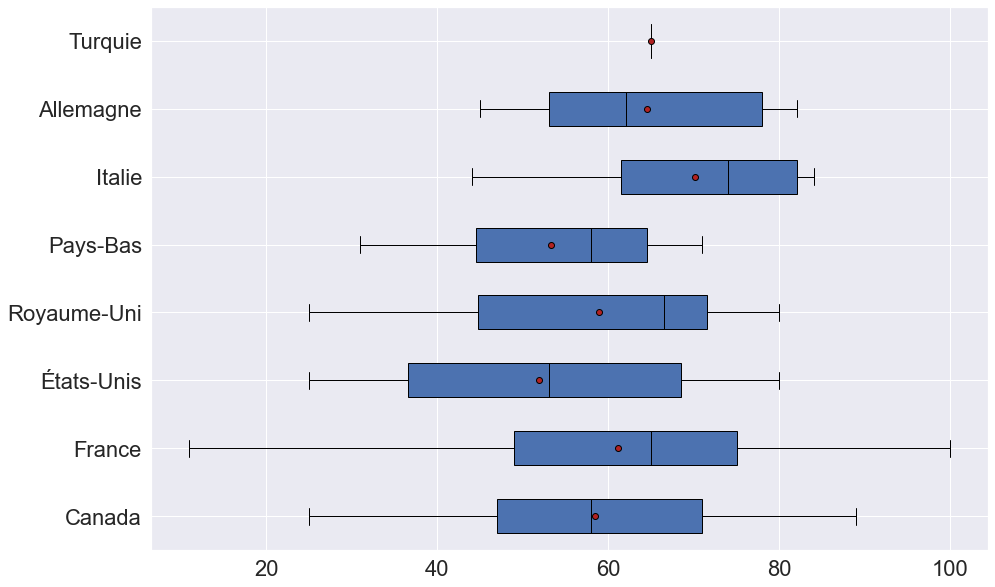 Turquie
Allemagne
Italie
Pays-Bas
Royaume-Uni
États-Unis
France
Canada
20 40 60 80 100